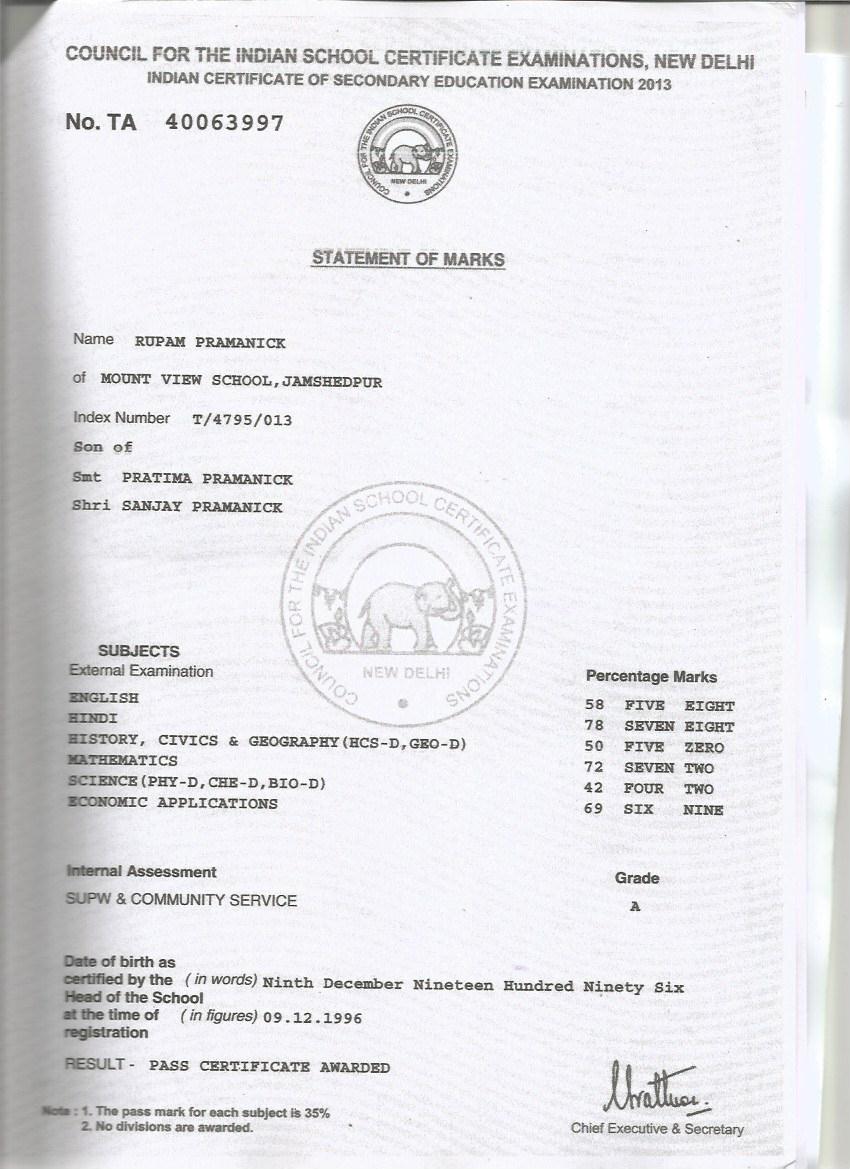 COUNCIL FOR THE INDIAN SCHOOL CERTIFICATE EXAMINATIONS, NEW DELHI
INDIAN CERTIFICATE OF SECONDARY EDUCATION EXAMINATION 2013
No. TA 40063997
COUNCIL FOR THE INDIAN SCHOOL CERTIFICATE EXAMINATIONS
NEW DELHI
STATEMENT OF MARKS
Name RUPAM PRAMANICK
of MOUNT VIEW SCHOOL,JAMSHEDPUR
Index Number T/4795/013
Son of
Smt PRATIMA PRAMANICK
Shri SANJAY PRAMANICK
COUNCIL FOR THE INDIAN SCHOOL CERTIFICATE EXAMINATIONS
NEW DELHI
SUBJECTS
External Examination Percentage Marks
ENGLISH 58 FIVE EIGHT
HINDI 78 SEVEN EIGHT
HISTORY, CIVICS & GEOGRAPHY(HCS-D,GEO-D) 50 FIVE ZERO
MATHEMATICS 72 SEVEN TWO
SCIENCE(PHY-D,CHE-D,BIO-D) 42 FOUR TWO
ECONOMIC APPLICATIONS 69 SIX NINE
Internal Assessment Grade
SUPW & COMMUNITY SERVICE A
Date of birth as
certified by the (in words) Ninth December Nineteen Hundred Ninety Six
Head of the School
at the time of (in figures) 09.12.1996
registration
RESULT - PASS CERTIFICATE AWARDED
Note : 1. The pass mark for each subject is 35%
2. No divisions are awarded.
Chief Executive & Secretary